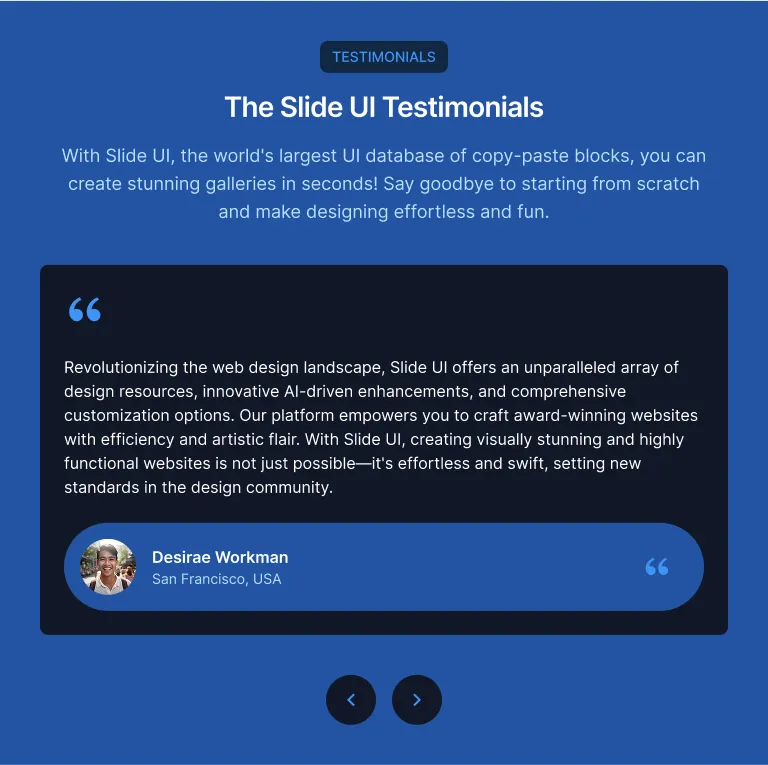 TESTIMONIALS
The Slide UI Testimonials
With Slide UI, the world's largest UI database of copy-paste blocks, you can
create stunning galleries in seconds! Say goodbye to starting from scratch
and make designing effortless and fun.
“
Revolutionizing the web design landscape, Slide UI offers an unparalleled array of
design resources, innovative AI-driven enhancements, and comprehensive
customization options. Our platform empowers you to craft award-winning websites
with efficiency and artistic flair. With Slide UI, creating visually stunning and highly
functional websites is not just possible—it's effortless and swift, setting new
standards in the design community.
Desirae Workman
San Francisco, USA
“